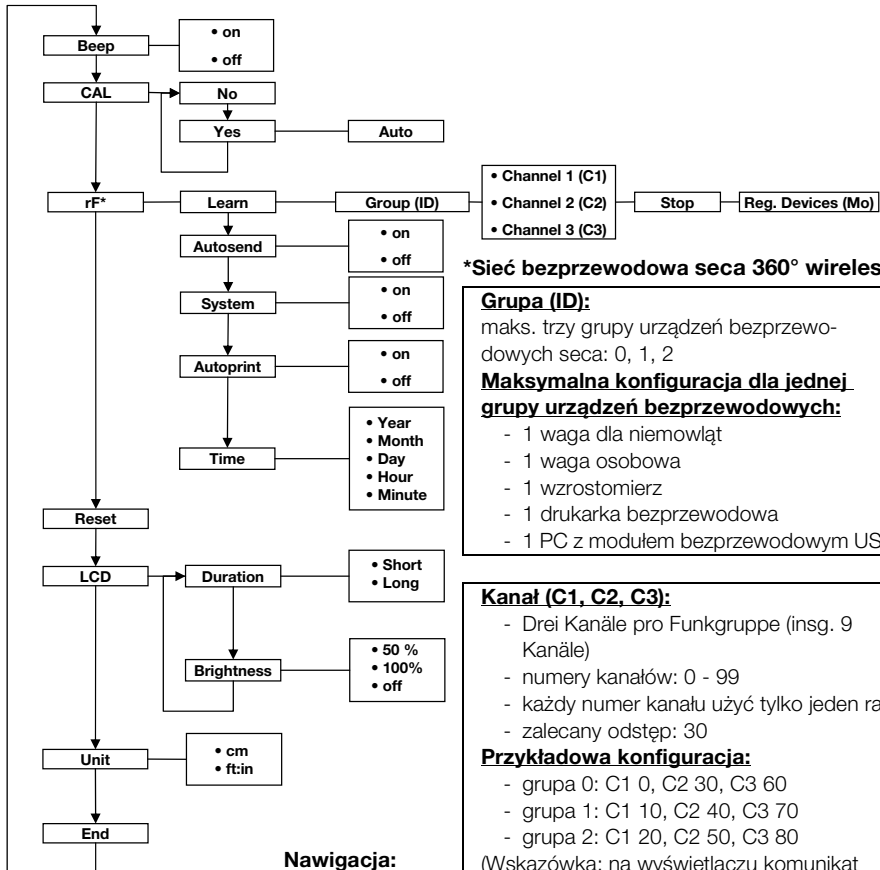 Beep
• on
• off
CAL
No
Yes
Auto
rF*
Learn
Group (ID)
• Channel 1 (C1)
• Channel 2 (C2)
• Channel 3 (C3)
Stop
Reg. Devices (Mo)
Autosend
• on
• off
System
• on
• off
Autoprint
• on
• off
Time
• Year
• Month
• Day
• Hour
• Minute
Reset
LCD
Duration
• Short
• Long
Brightness
• 50 %
• 100%
• off
Unit
• cm
• ft:in
End
Nawigacja:
*Sieć bezprzewodowa seca 360° wireles
Grupa (ID):
maks. trzy grupy urządzeń bezprzewo-
dowych seca: 0, 1, 2
Maksymalna konfiguracja dla jednej
grupy urządzeń bezprzewodowych:
- 1 waga dla niemowląt
- 1 waga osobowa
- 1 wzrostomierz
- 1 drukarka bezprzewodowa
- 1 PC z modułem bezprzewodowym US
Kanał (C1, C2, C3):
- Drei Kanäle pro Funkgruppe (insg. 9
Kanäle)
- numery kanałów: 0 - 99
- każdy numer kanału użyć tylko jeden ra
- zalecany odstęp: 30
Przykładowa konfiguracja:
- grupa 0: C1 0, C2 30, C3 60
- grupa 1: C1 10, C2 40, C3 70
- grupa 2: C1 20, C2 50, C3 80
(Wskazówka: na wyświetlaczu komunikat